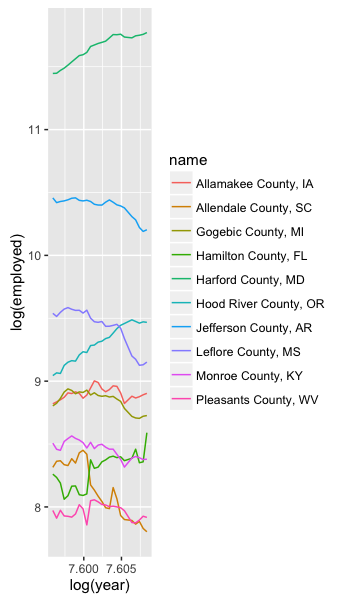 name
11
Allamakee County, IA
Allendale County, SC
Gogebic County, MI
10
Hamilton County, FL
log(employed)
Harford County, MD
Hood River County, OR
Jefferson County, AR
Leflore County, MS
9
Monroe County, KY
Pleasants County, WV
8
7.600 7.605
log(year)